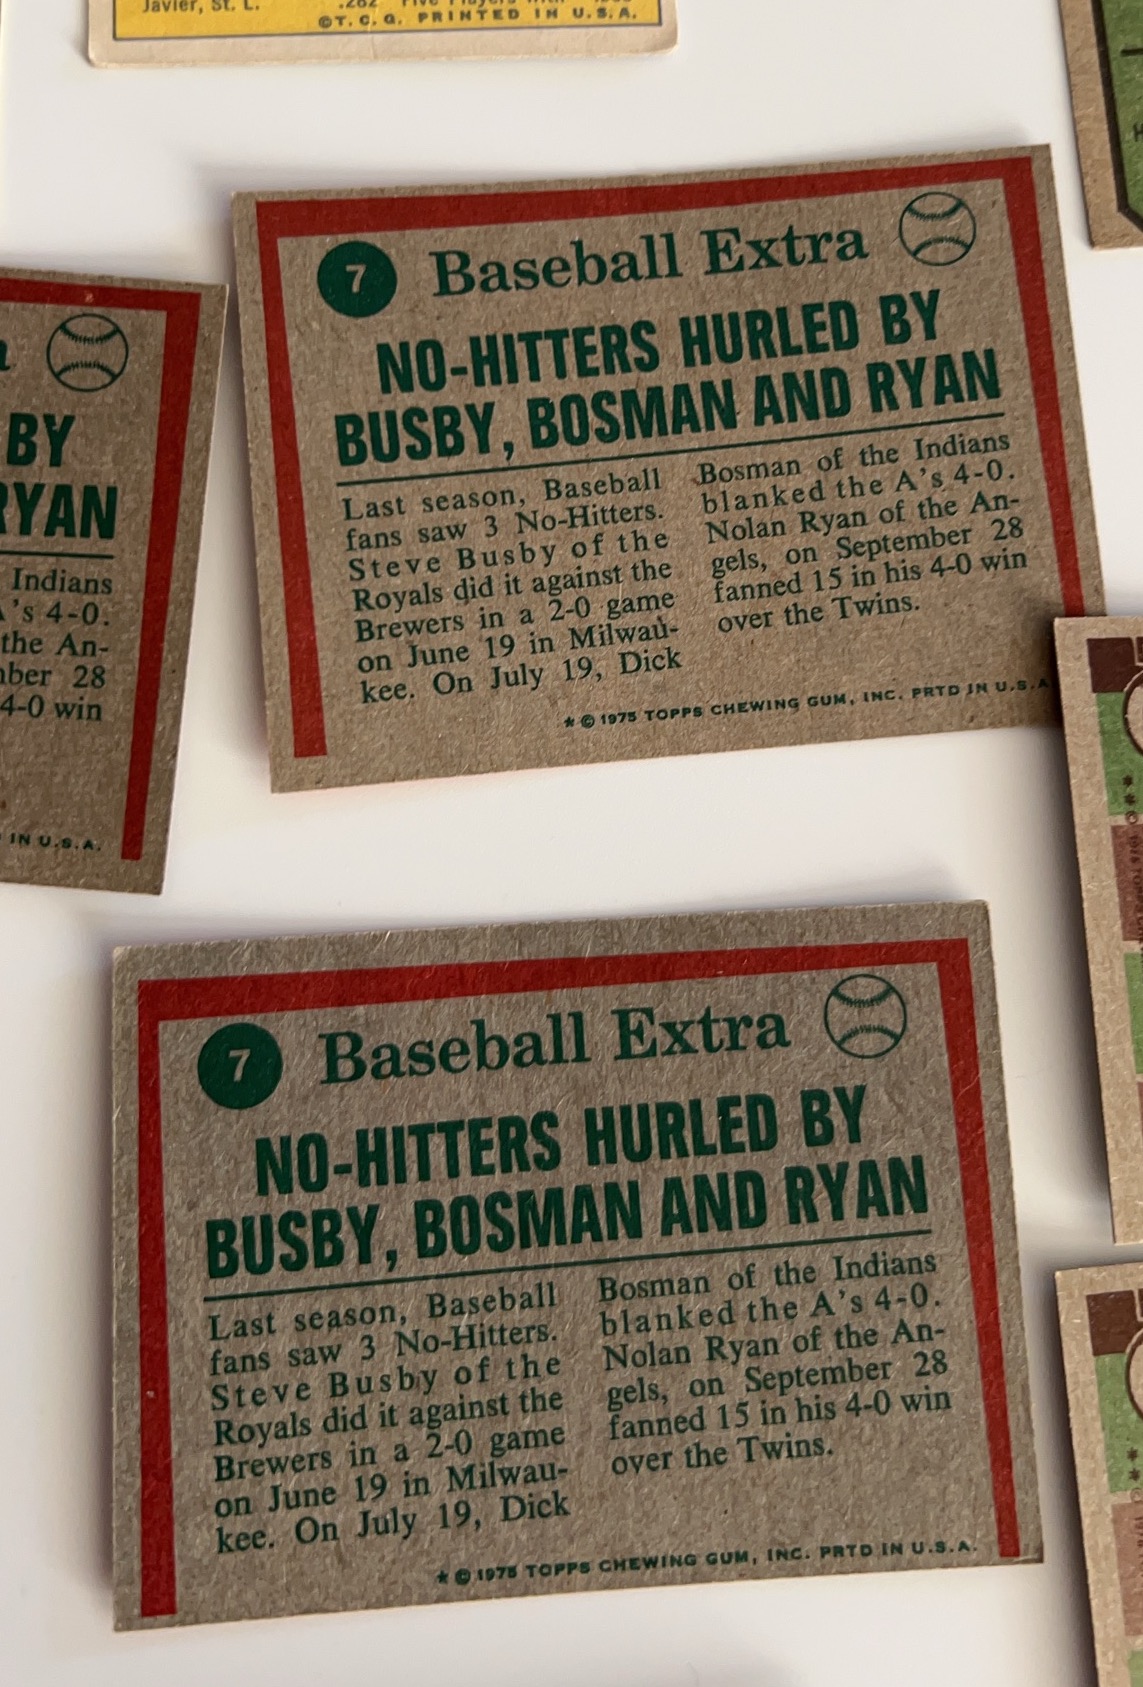 Javier, St. L.
.262
©T. C. G. PRINTED IN U.S.A.
7 Baseball Extra
NO-HITTERS HURLED BY
BUSBY, BOSMAN AND RYAN
Last season, Baseball
fans saw 3 No-Hitters.
Steve Busby of the
Royals did it against the
Brewers in a 2-0 game
on June 19 in Milwau-
kee. On July 19, Dick
Bosman of the Indians
blanked the A's 4-0.
Nolan Ryan of the An-
gels, on September 28
fanned 15 in his 4-0 win
over the Twins.
* © 1975 TOPPS CHEWING GUM, INC. PRTD IN U.S.A
BY
RYAN
Indians
's 4-0.
the An-
ber 28
4-0 win
IN U.S.A.
7 Baseball Extra
NO-HITTERS HURLED BY
BUSBY, BOSMAN AND RYAN
Last season, Baseball
fans saw 3 No-Hitters.
Steve Busby of the
Royals did it against the
Brewers in a 2-0 game
on June 19 in Milwau-
kee. On July 19, Dick
Bosman of the Indians
blanked the A's 4-0.
Nolan Ryan of the An-
gels, on September 28
fanned 15 in his 4-0 win
over the Twins.
* © 1975 TOPPS CHEWING GUM, INC. PRTD IN U.S.A.